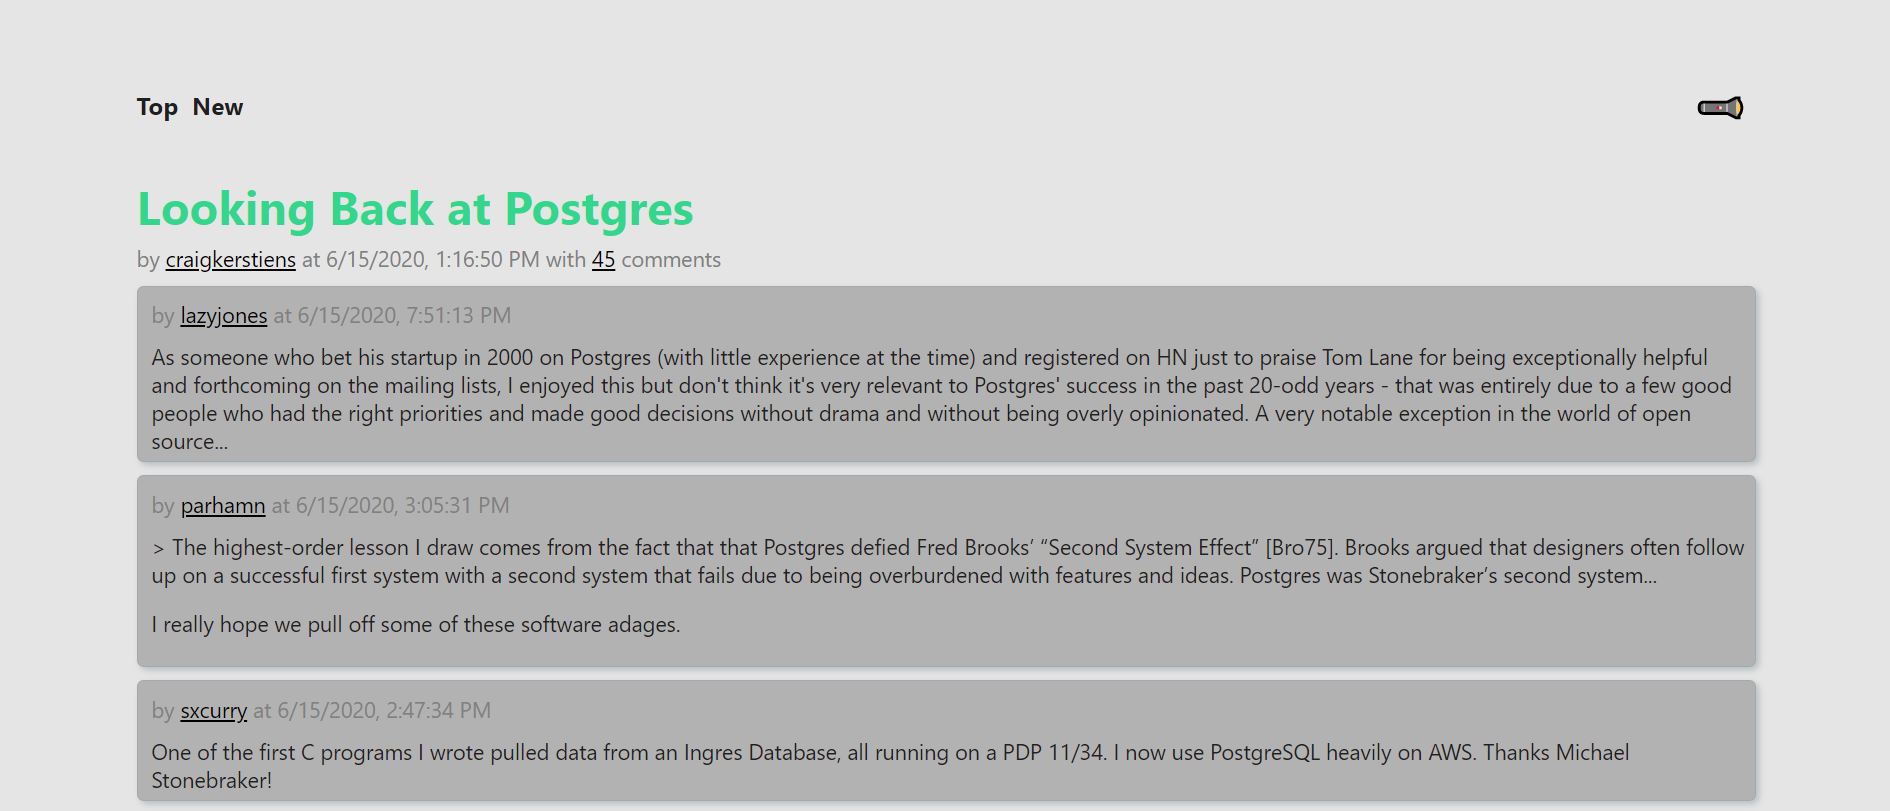 Top New
Looking Back at Postgres
by craigkerstiens at 6/15/2020, 1:16:50 PM with 45 comments
by lazyjones at 6/15/2020, 7:51:13 PM
As someone who bet his startup in 2000 on Postgres (with little experience at the time) and registered on HN just to praise Tom Lane for being exceptionally helpful
and forthcoming on the mailing lists, I enjoyed this but don't think it's very relevant to Postgres' success in the past 20-odd years - that was entirely due to a few good
people who had the right priorities and made good decisions without drama and without being overly opinionated. A very notable exception in the world of open
source...
by parhamn at 6/15/2020, 3:05:31 PM
> The highest-order lesson I draw comes from the fact that that Postgres defied Fred Brooks’ “Second System Effect” [Bro75]. Brooks argued that designers often follow
up on a successful first system with a second system that fails due to being overburdened with features and ideas. Postgres was Stonebraker’s second system...
I really hope we pull off some of these software adages.
by sxcurry at 6/15/2020, 2:47:34 PM
One of the first C programs I wrote pulled data from an Ingres Database, all running on a PDP 11/34. I now use PostgreSQL heavily on AWS. Thanks Michael
Stonebraker!